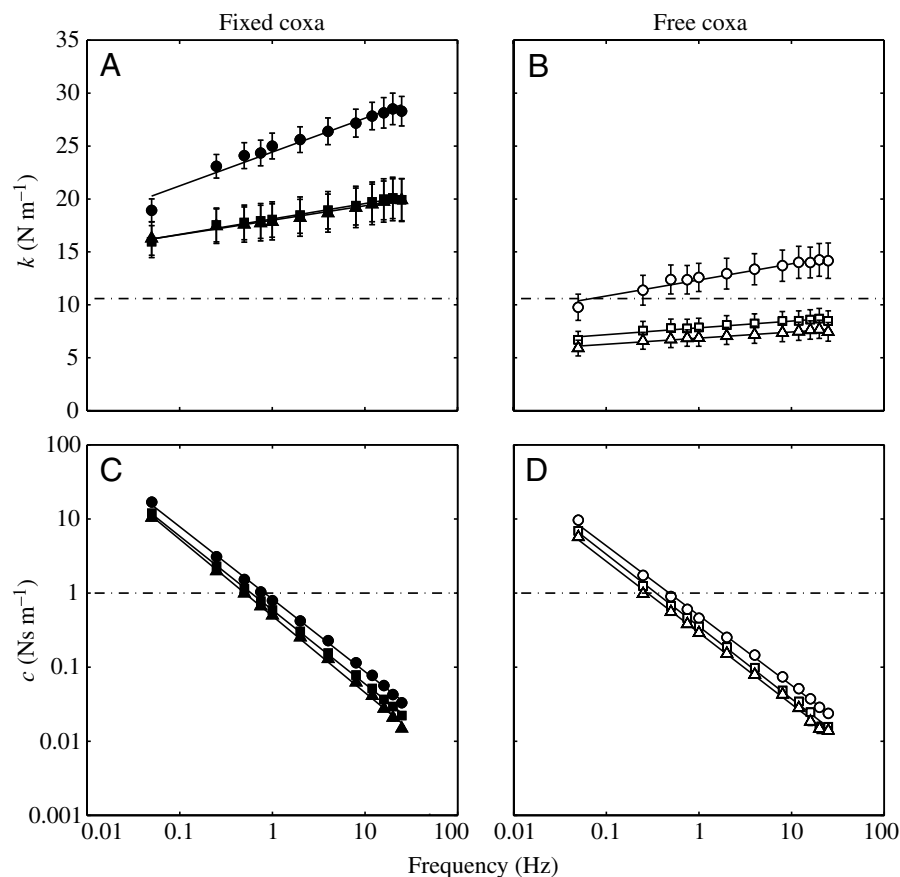 Fixed coxa
Free coxa
A
B
35
30
25
20
15
10
5
0
k (N m⁻¹)
C
D
100
10
1
0.1
0.01
0.001
c (Ns m⁻¹)
0.01 0.1 1 10 100
0.01 0.1 1 10 100
Frequency (Hz)